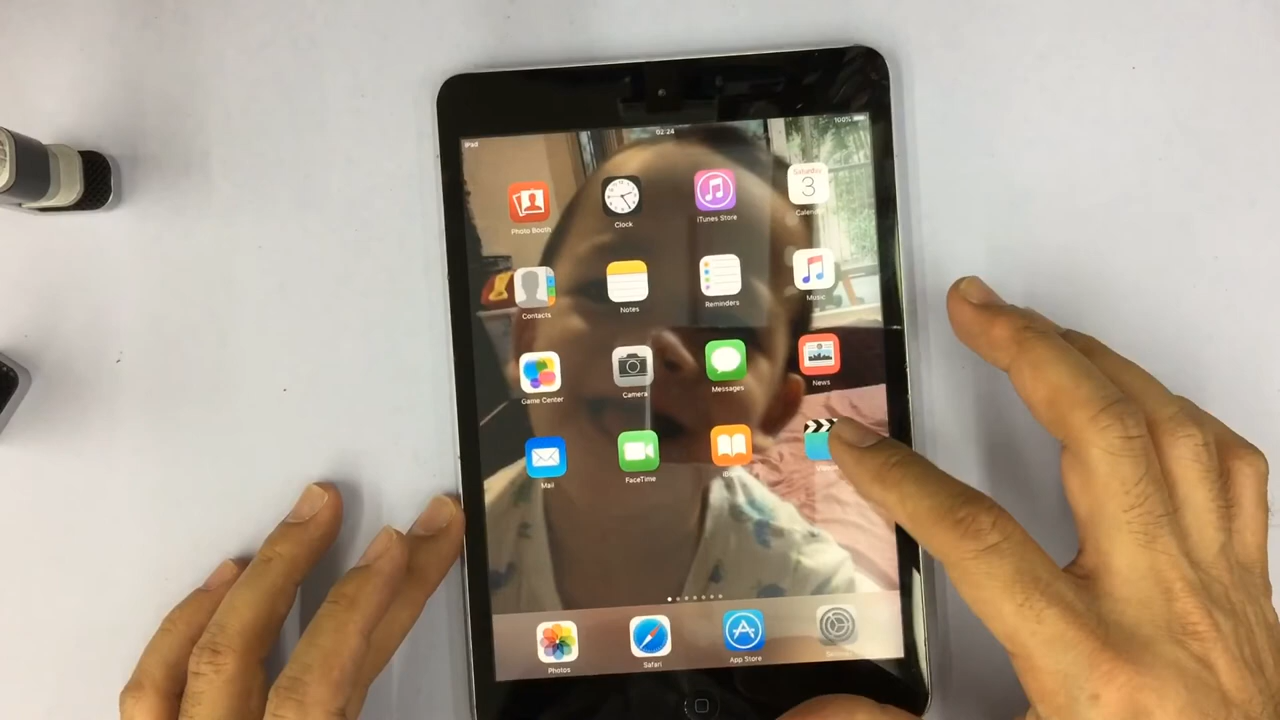 02:24
iPad
100%
Photo Booth
Clock
iTunes Store
Saturday
3
Calendar
Contacts
Notes
Reminders
Music
Game Center
Camera
Messages
News
Mail
FaceTime
Photos
Safari
App Store